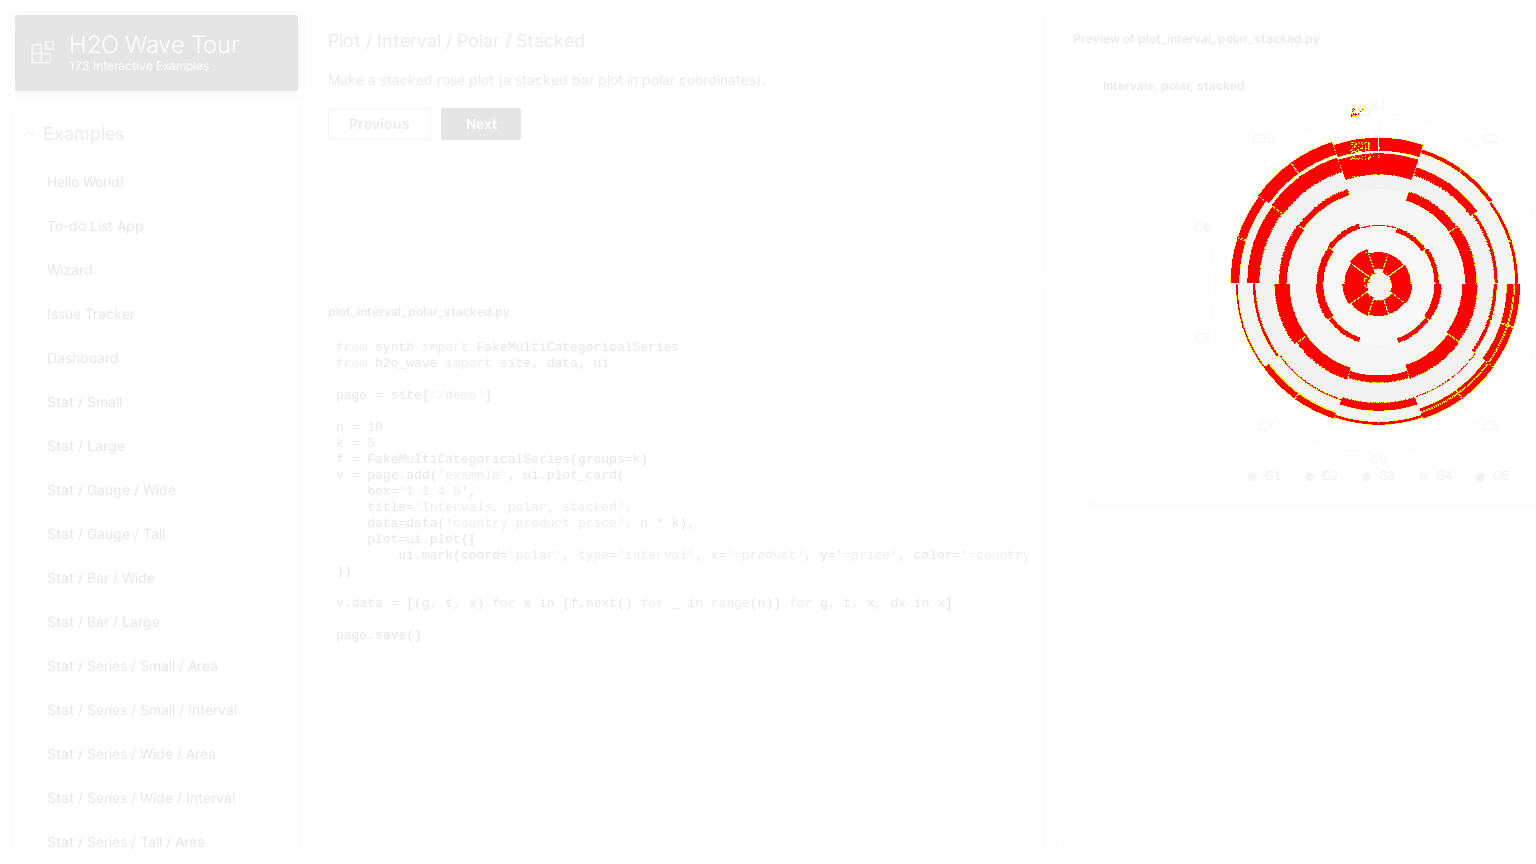 H2O Wave Tour
173 Interactive Examples
Examples
Hello World!
To-do List App
Wizard
Issue Tracker
Dashboard
Stat / Small
Stat / Large
Stat / Gauge / Wide
Stat / Gauge / Tall
Stat / Bar / Wide
Stat / Bar / Large
Stat / Series / Small / Area
Stat / Series / Small / Interval
Stat / Series / Wide / Area
Stat / Series / Wide / Interval
Stat / Series / Tall / Area
Plot / Interval / Polar / Stacked
Make a stacked rose plot (a stacked bar plot in polar coordinates).
Previous Next
plot_interval_polar_stacked.py
from synth import FakeMultiCategoricalSeries
from h2o_wave import site, data, ui
page = site['/demo']
n = 10
k = 5
f = FakeMultiCategoricalSeries(groups=k)
v = page.add('example', ui.plot_card(
    box='1 1 4 5',
    title='Intervals, polar, stacked',
    data=data('country product price', n * k),
    plot=ui.plot([
        ui.mark(coord='polar', type='interval', x='=product', y='=price', color='=country
))
v.data = [(g, t, x) for x in [f.next() for _ in range(n)] for g, t, x, dx in x]
page.save()
Preview of plot_interval_polar_stacked.py
Intervals, polar, stacked
C1
C10 C2
C9
C8
C7 C5
C6
G1 G2 G3 G4 G5